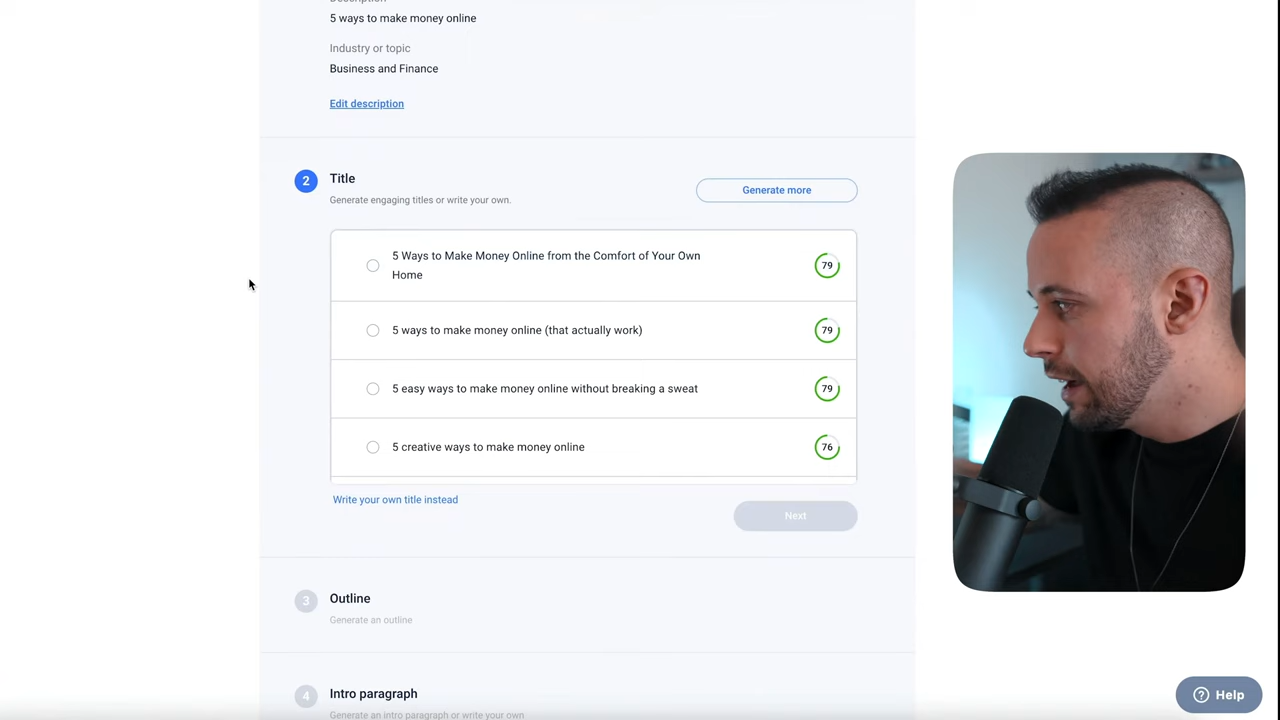 Description
5 ways to make money online
Industry or topic
Business and Finance
Edit description
2
Title
Generate engaging titles or write your own.
Generate more
5 Ways to Make Money Online from the Comfort of Your Own
Home
79
5 ways to make money online (that actually work)
79
5 easy ways to make money online without breaking a sweat
79
5 creative ways to make money online
76
Write your own title instead
Next
3
Outline
Generate an outline
4
Intro paragraph
Generate an intro paragraph or write your own
Help